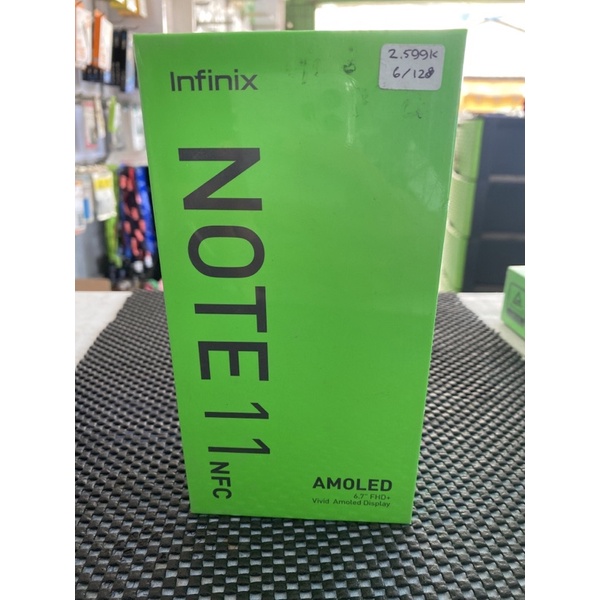 Infinix
2.599K
6/128
NOTE 11 NFC
AMOLED
6.7" FHD+
Vivid Amoled Display